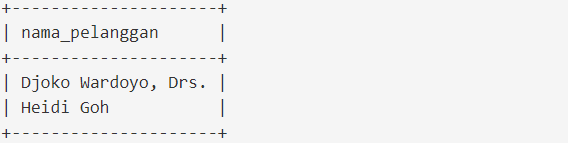 +---------------------+
| nama_pelanggan      |
+---------------------+
| Djoko Wardoyo, Drs. |
| Heidi Goh           |
+---------------------+